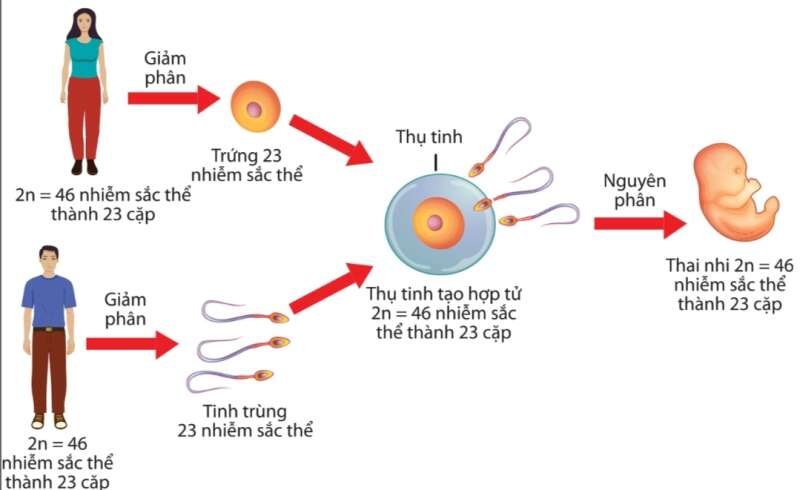 Giảm
phân
Trứng 23
nhiễm sắc thể
2n = 46 nhiễm sắc thể
thành 23 cặp
Giảm
phân
Tinh trùng
23 nhiễm sắc thể
2n = 46
nhiễm sắc thể
thành 23 cặp
Thụ tinh
Thụ tinh tạo hợp tử
2n = 46 nhiễm sắc
thể thành 23 cặp
Nguyên
phân
Thai nhi 2n = 46
nhiễm sắc thể
thành 23 cặp